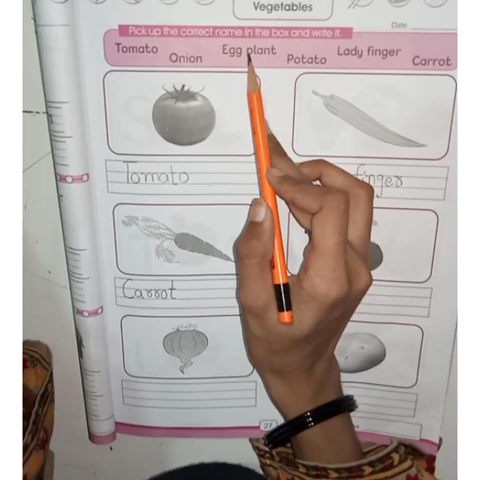 Vegetables
Date:
Pick up the correct name in the box and write it.
Tomato Onion Egg plant Potato Lady finger Carrot
Tomato
finger
Carrot
27